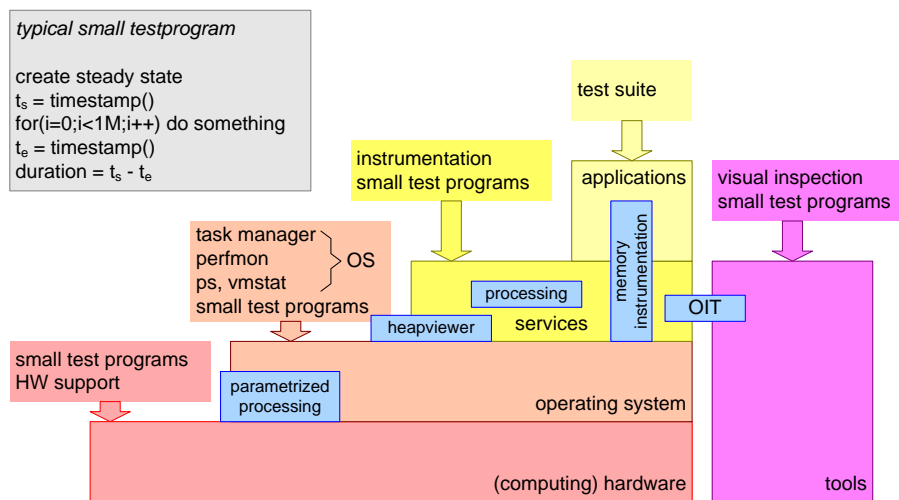 typical small testprogram
create steady state
tₛ = timestamp()
for(i=0;i<1M;i++) do something
tₑ = timestamp()
duration = tₛ - tₑ
test suite
instrumentation
small test programs
applications
visual inspection
small test programs
task manager
perfmon
ps, vmstat
OS
small test programs
processing
memory
instrumentation
OIT
heapviewer
services
small test programs
HW support
parametrized
processing
operating system
(computing) hardware
tools